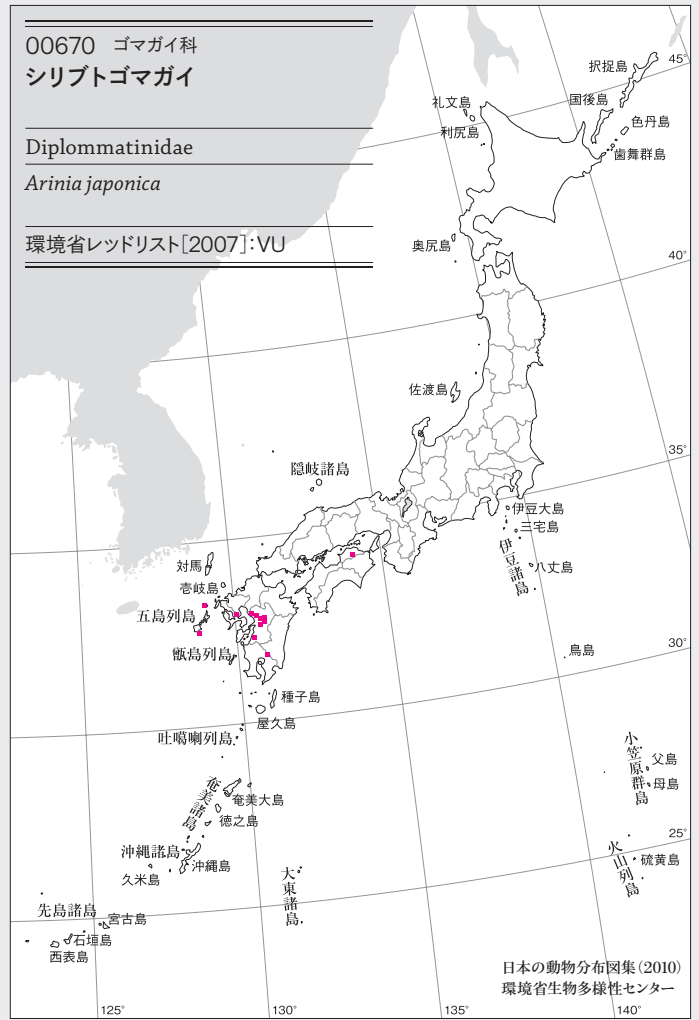 00670 ゴマガイ科
シリブトゴマガイ
Diplommatinidae
Arinia japonica
環境省レッドリスト[2007]:VU
択捉島
45°
礼文島
国後島
利尻島
色丹島
歯舞群島
奥尻島
40°
佐渡島
35°
隠岐諸島
伊豆大島
三宅島
伊豆諸島
八丈島
対馬
壱岐島
五島列島
甑島列島
鳥島
30°
種子島
屋久島
吐噶喇列島
小笠原群島
父島
母島
奄美諸島
奄美大島
徳之島
25°
沖縄諸島
沖縄島
久米島
火山列島
硫黄島
大東諸島
先島諸島
宮古島
石垣島
西表島
日本の動物分布図集(2010)
環境省生物多様性センター
125°
130°
135°
140°